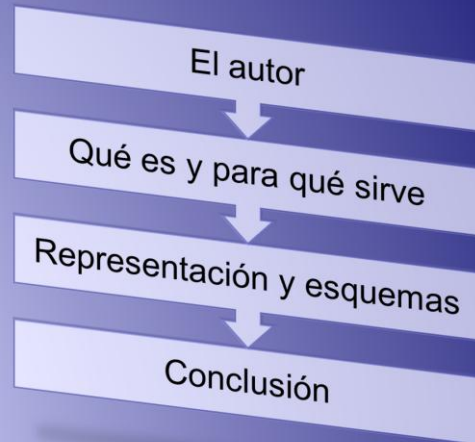 El autor
Qué es y para qué sirve
Representación y esquemas
Conclusión